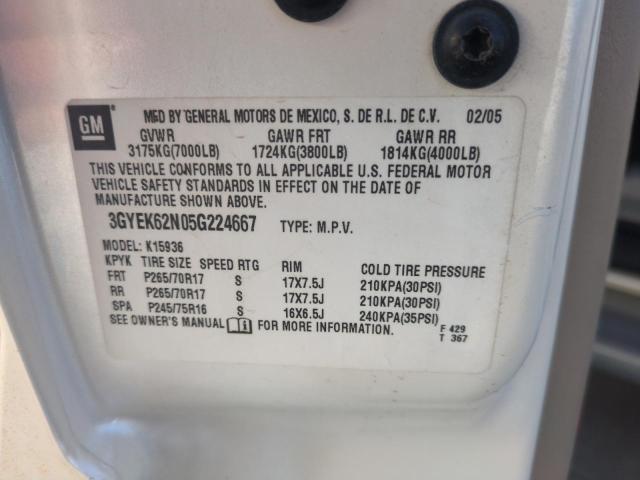 GM
MFD BY GENERAL MOTORS DE MEXICO, S. DE R.L. DE C.V. 02/05
GVWR GAWR FRT GAWR RR
3175KG(7000LB) 1724KG(3800LB) 1814KG(4000LB)
THIS VEHICLE CONFORMS TO ALL APPLICABLE U.S. FEDERAL MOTOR
VEHICLE SAFETY STANDARDS IN EFFECT ON THE DATE OF
MANUFACTURE SHOWN ABOVE.
3GYEK62N05G224667 TYPE: M.P.V.
MODEL: K15936
KPYK TIRE SIZE SPEED RTG RIM COLD TIRE PRESSURE
FRT P265/70R17 S 17X7.5J 210KPA(30PSI)
RR P265/70R17 S 17X7.5J 210KPA(30PSI)
SPA P245/75R16 S 16X6.5J 240KPA(35PSI)
SEE OWNER'S MANUAL FOR MORE INFORMATION. F 429
T 367